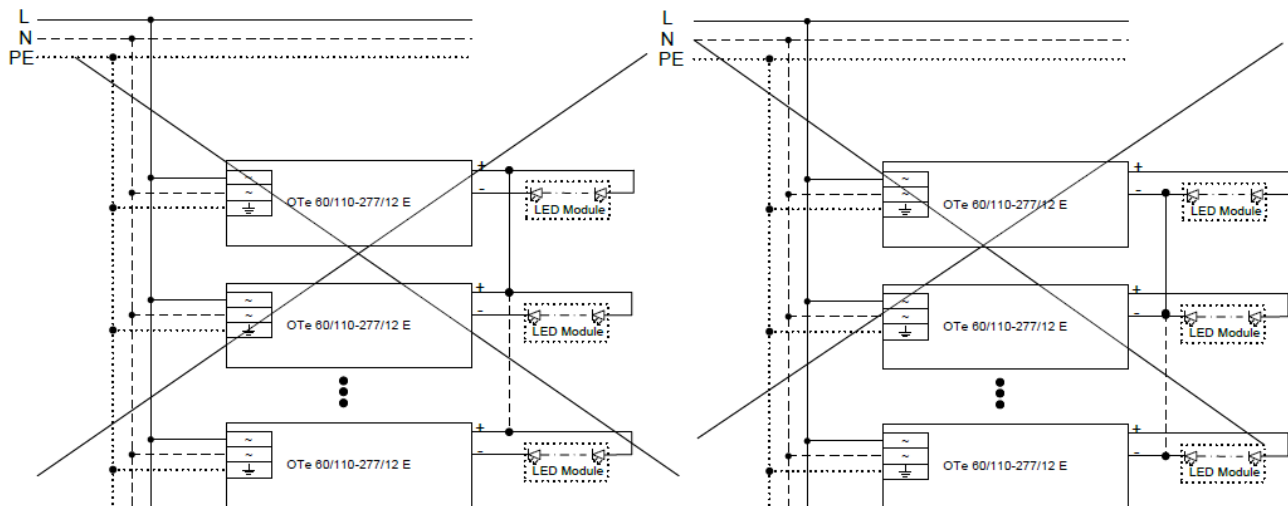 L
N
PE
+
~
~
-
OTe 60/110-277/12 E
LED Module
+
~
~
-
OTe 60/110-277/12 E
LED Module
+
~
~
-
OTe 60/110-277/12 E
LED Module
L
N
PE
+
~
~
-
OTe 60/110-277/12 E
LED Module
+
~
~
-
OTe 60/110-277/12 E
LED Module
+
~
~
-
OTe 60/110-277/12 E
LED Module